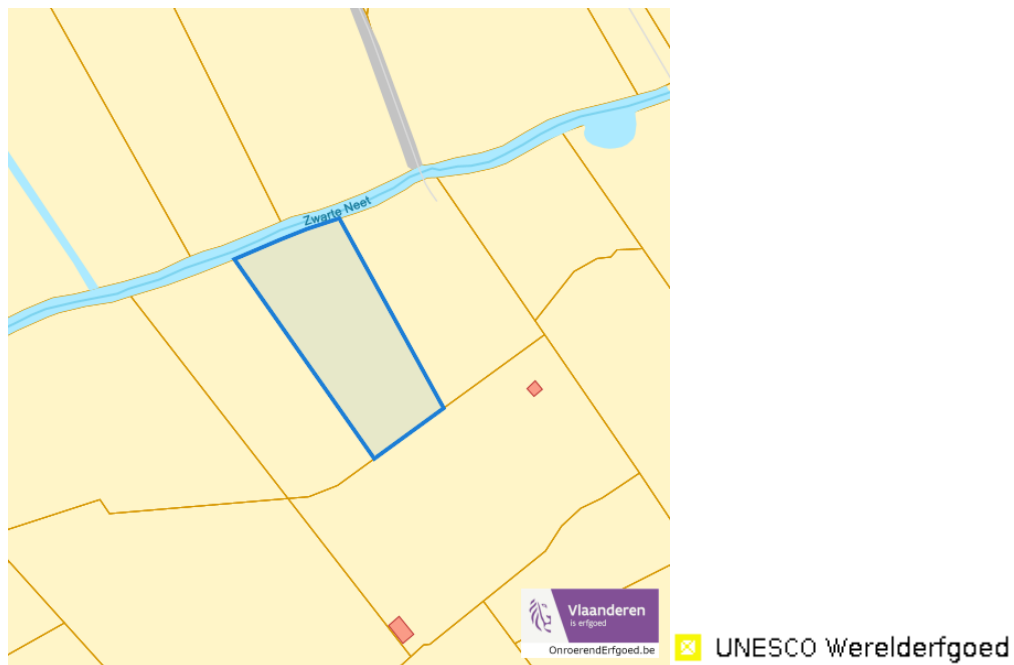 Zwarte Neet
Vlaanderen
is erfgoed
OnroerendErfgoed.be
UNESCO Werelderfgoed